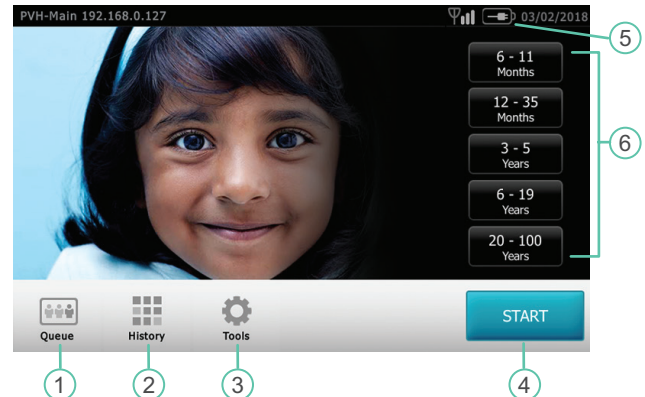 PVH-Main 192.168.0.127
03/02/2018
5
6 - 11
Months
12 - 35
Months
6
3 - 5
Years
6 - 19
Years
20 - 100
Years
START
Queue
History
Tools
1
2
3
4